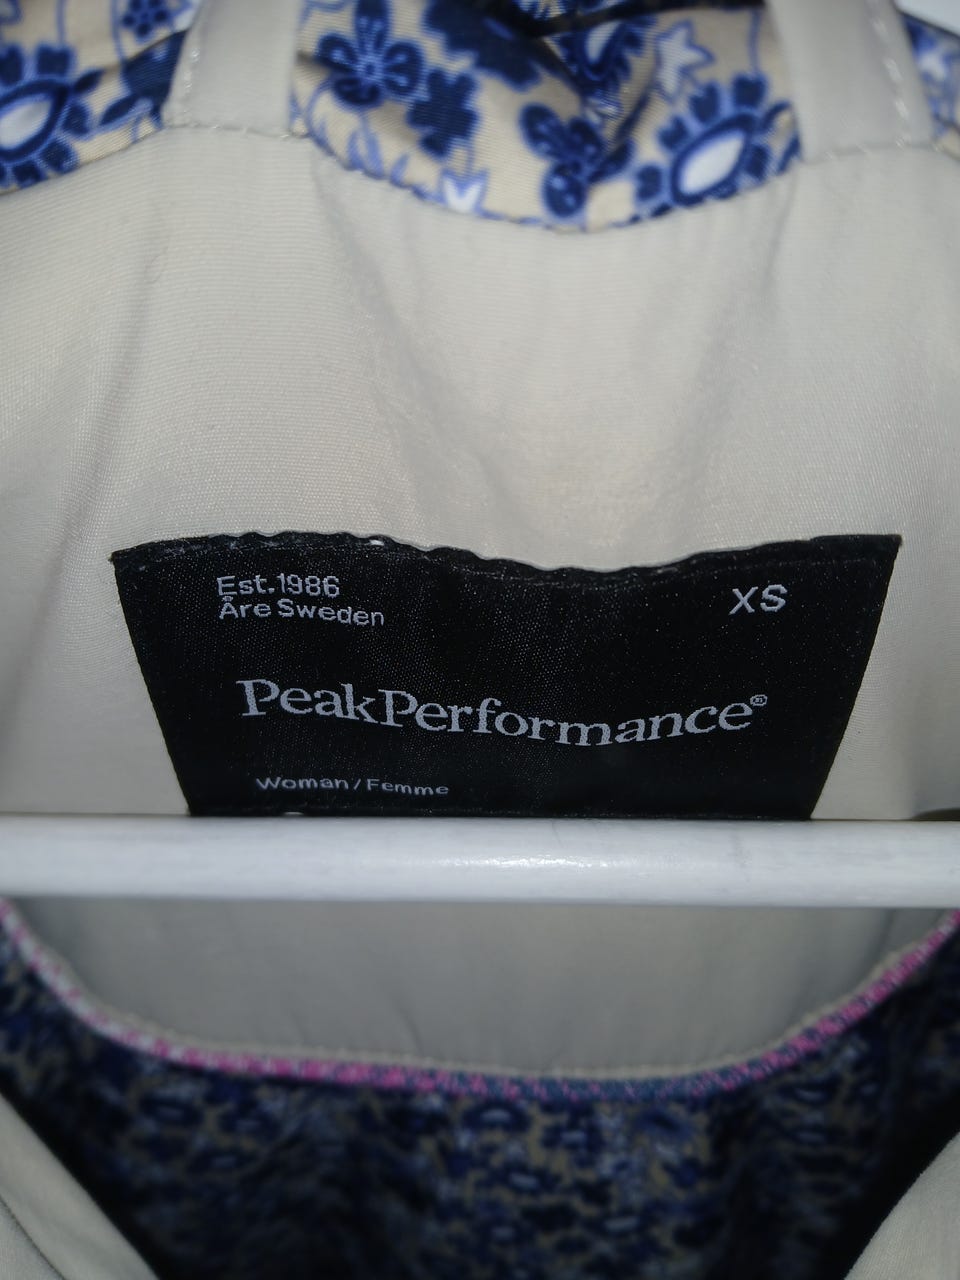 Est.1986
Åre Sweden
XS
PeakPerformance®
Woman/Femme